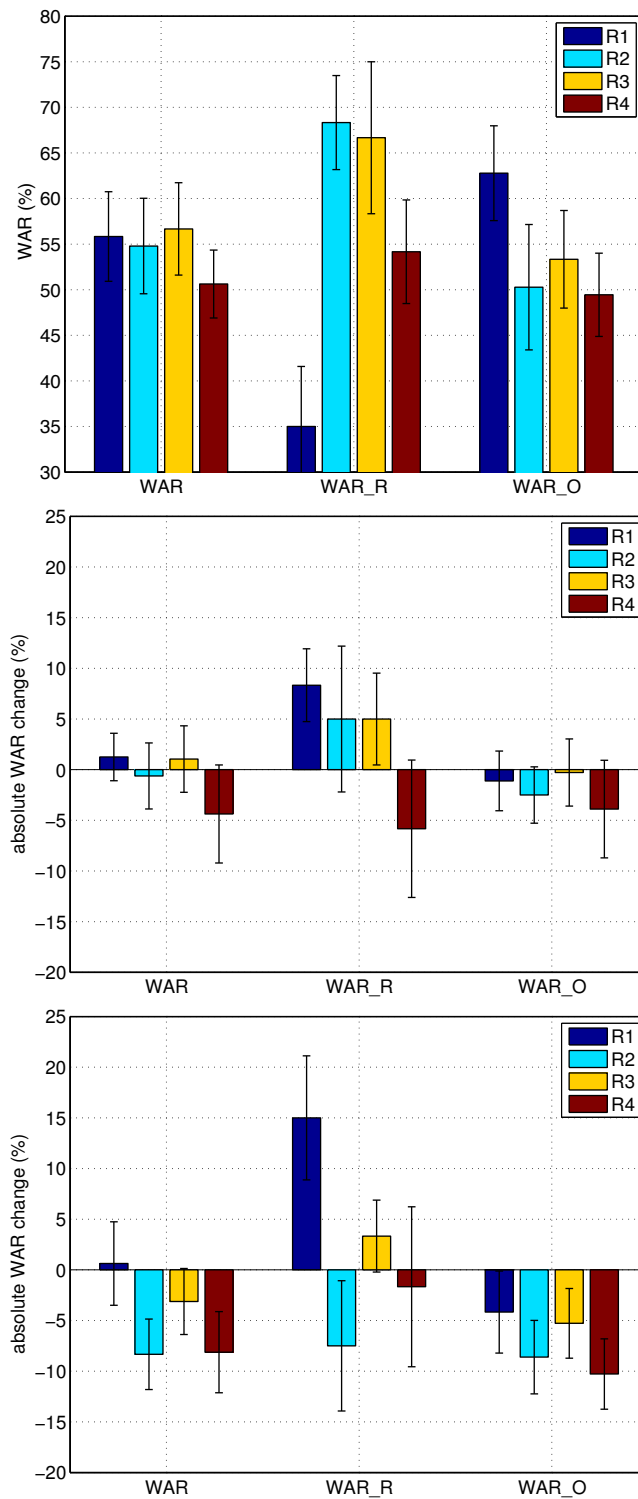 80
75
70
65
60
55
50
45
40
35
30
WAR (%)
R1
R2
R3
R4
WAR
WAR_R
WAR_O
25
20
15
10
5
0
−5
−10
−15
−20
absolute WAR change (%)
R1
R2
R3
R4
WAR
WAR_R
WAR_O
25
20
15
10
5
0
−5
−10
−15
−20
absolute WAR change (%)
R1
R2
R3
R4
WAR
WAR_R
WAR_O